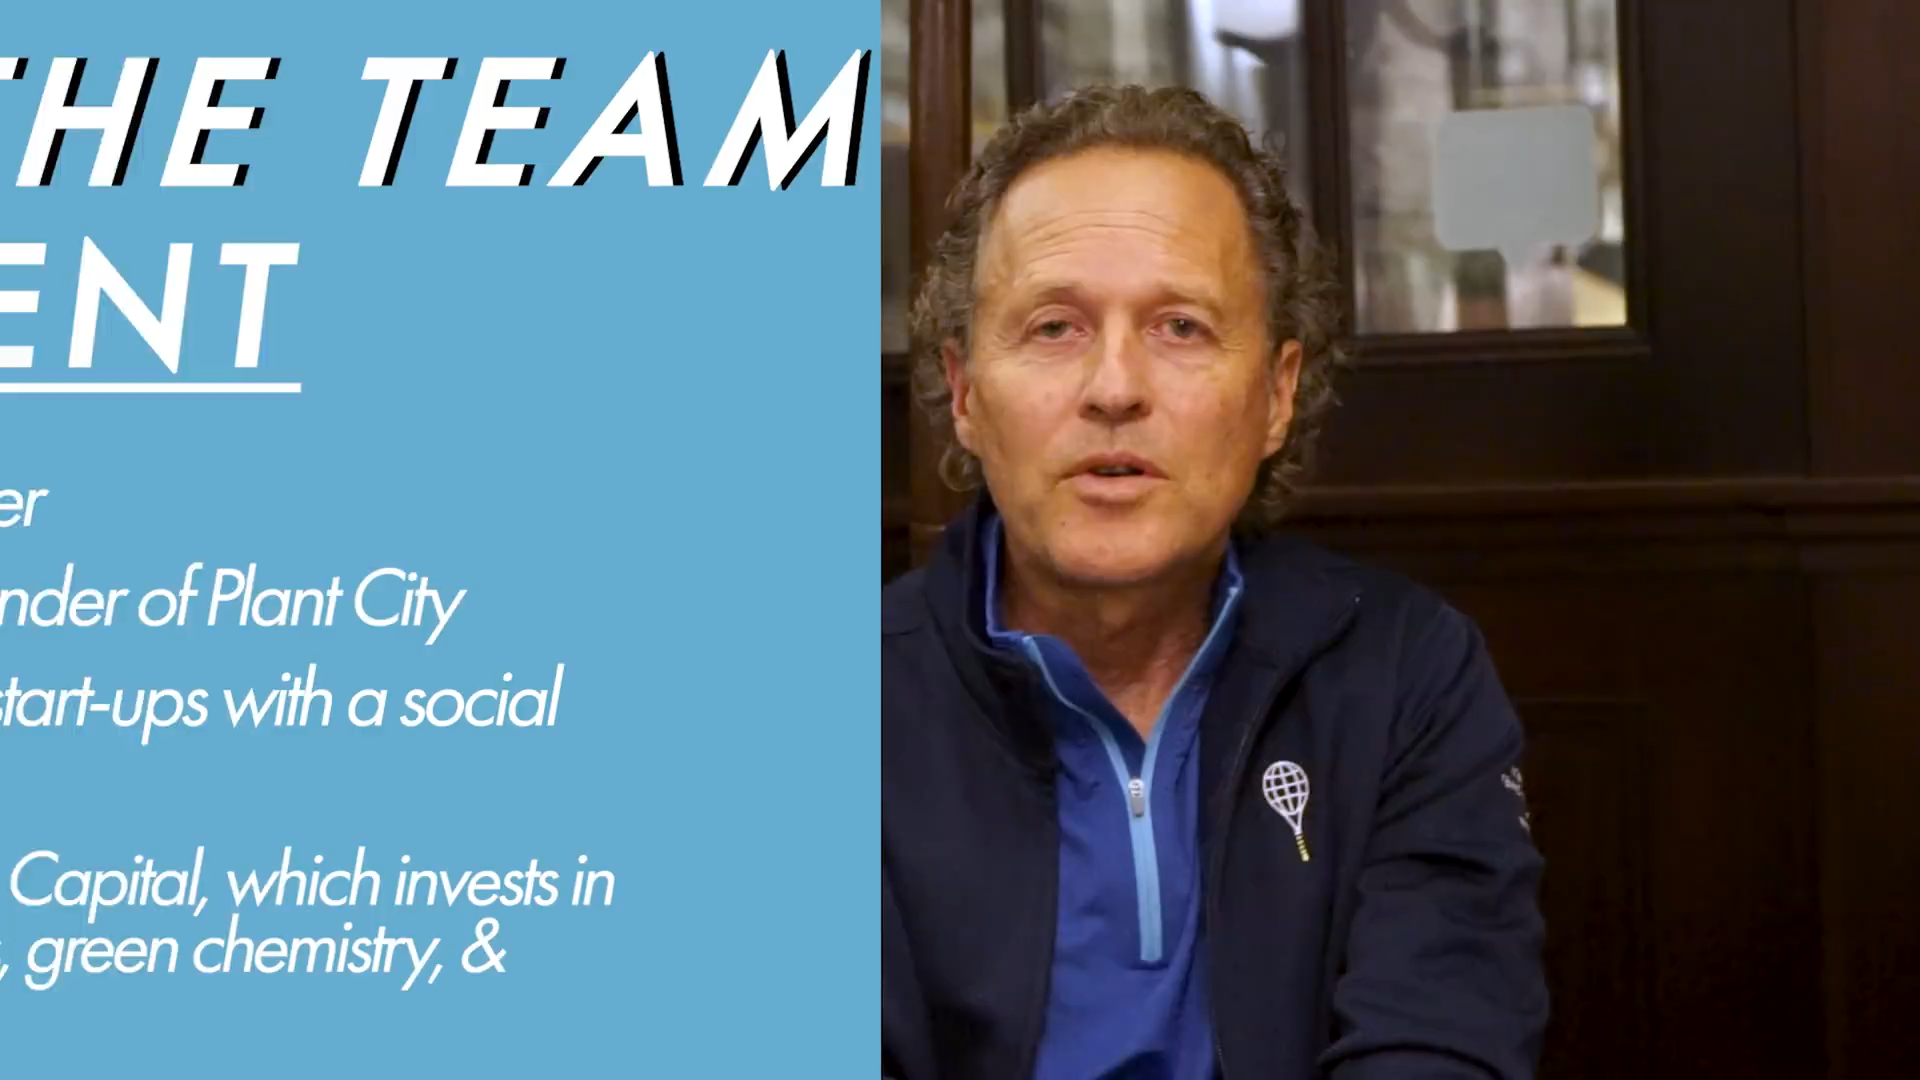 THE TEAM
ENT
er
nder of Plant City
start-ups with a social
Capital, which invests in
, green chemistry, &